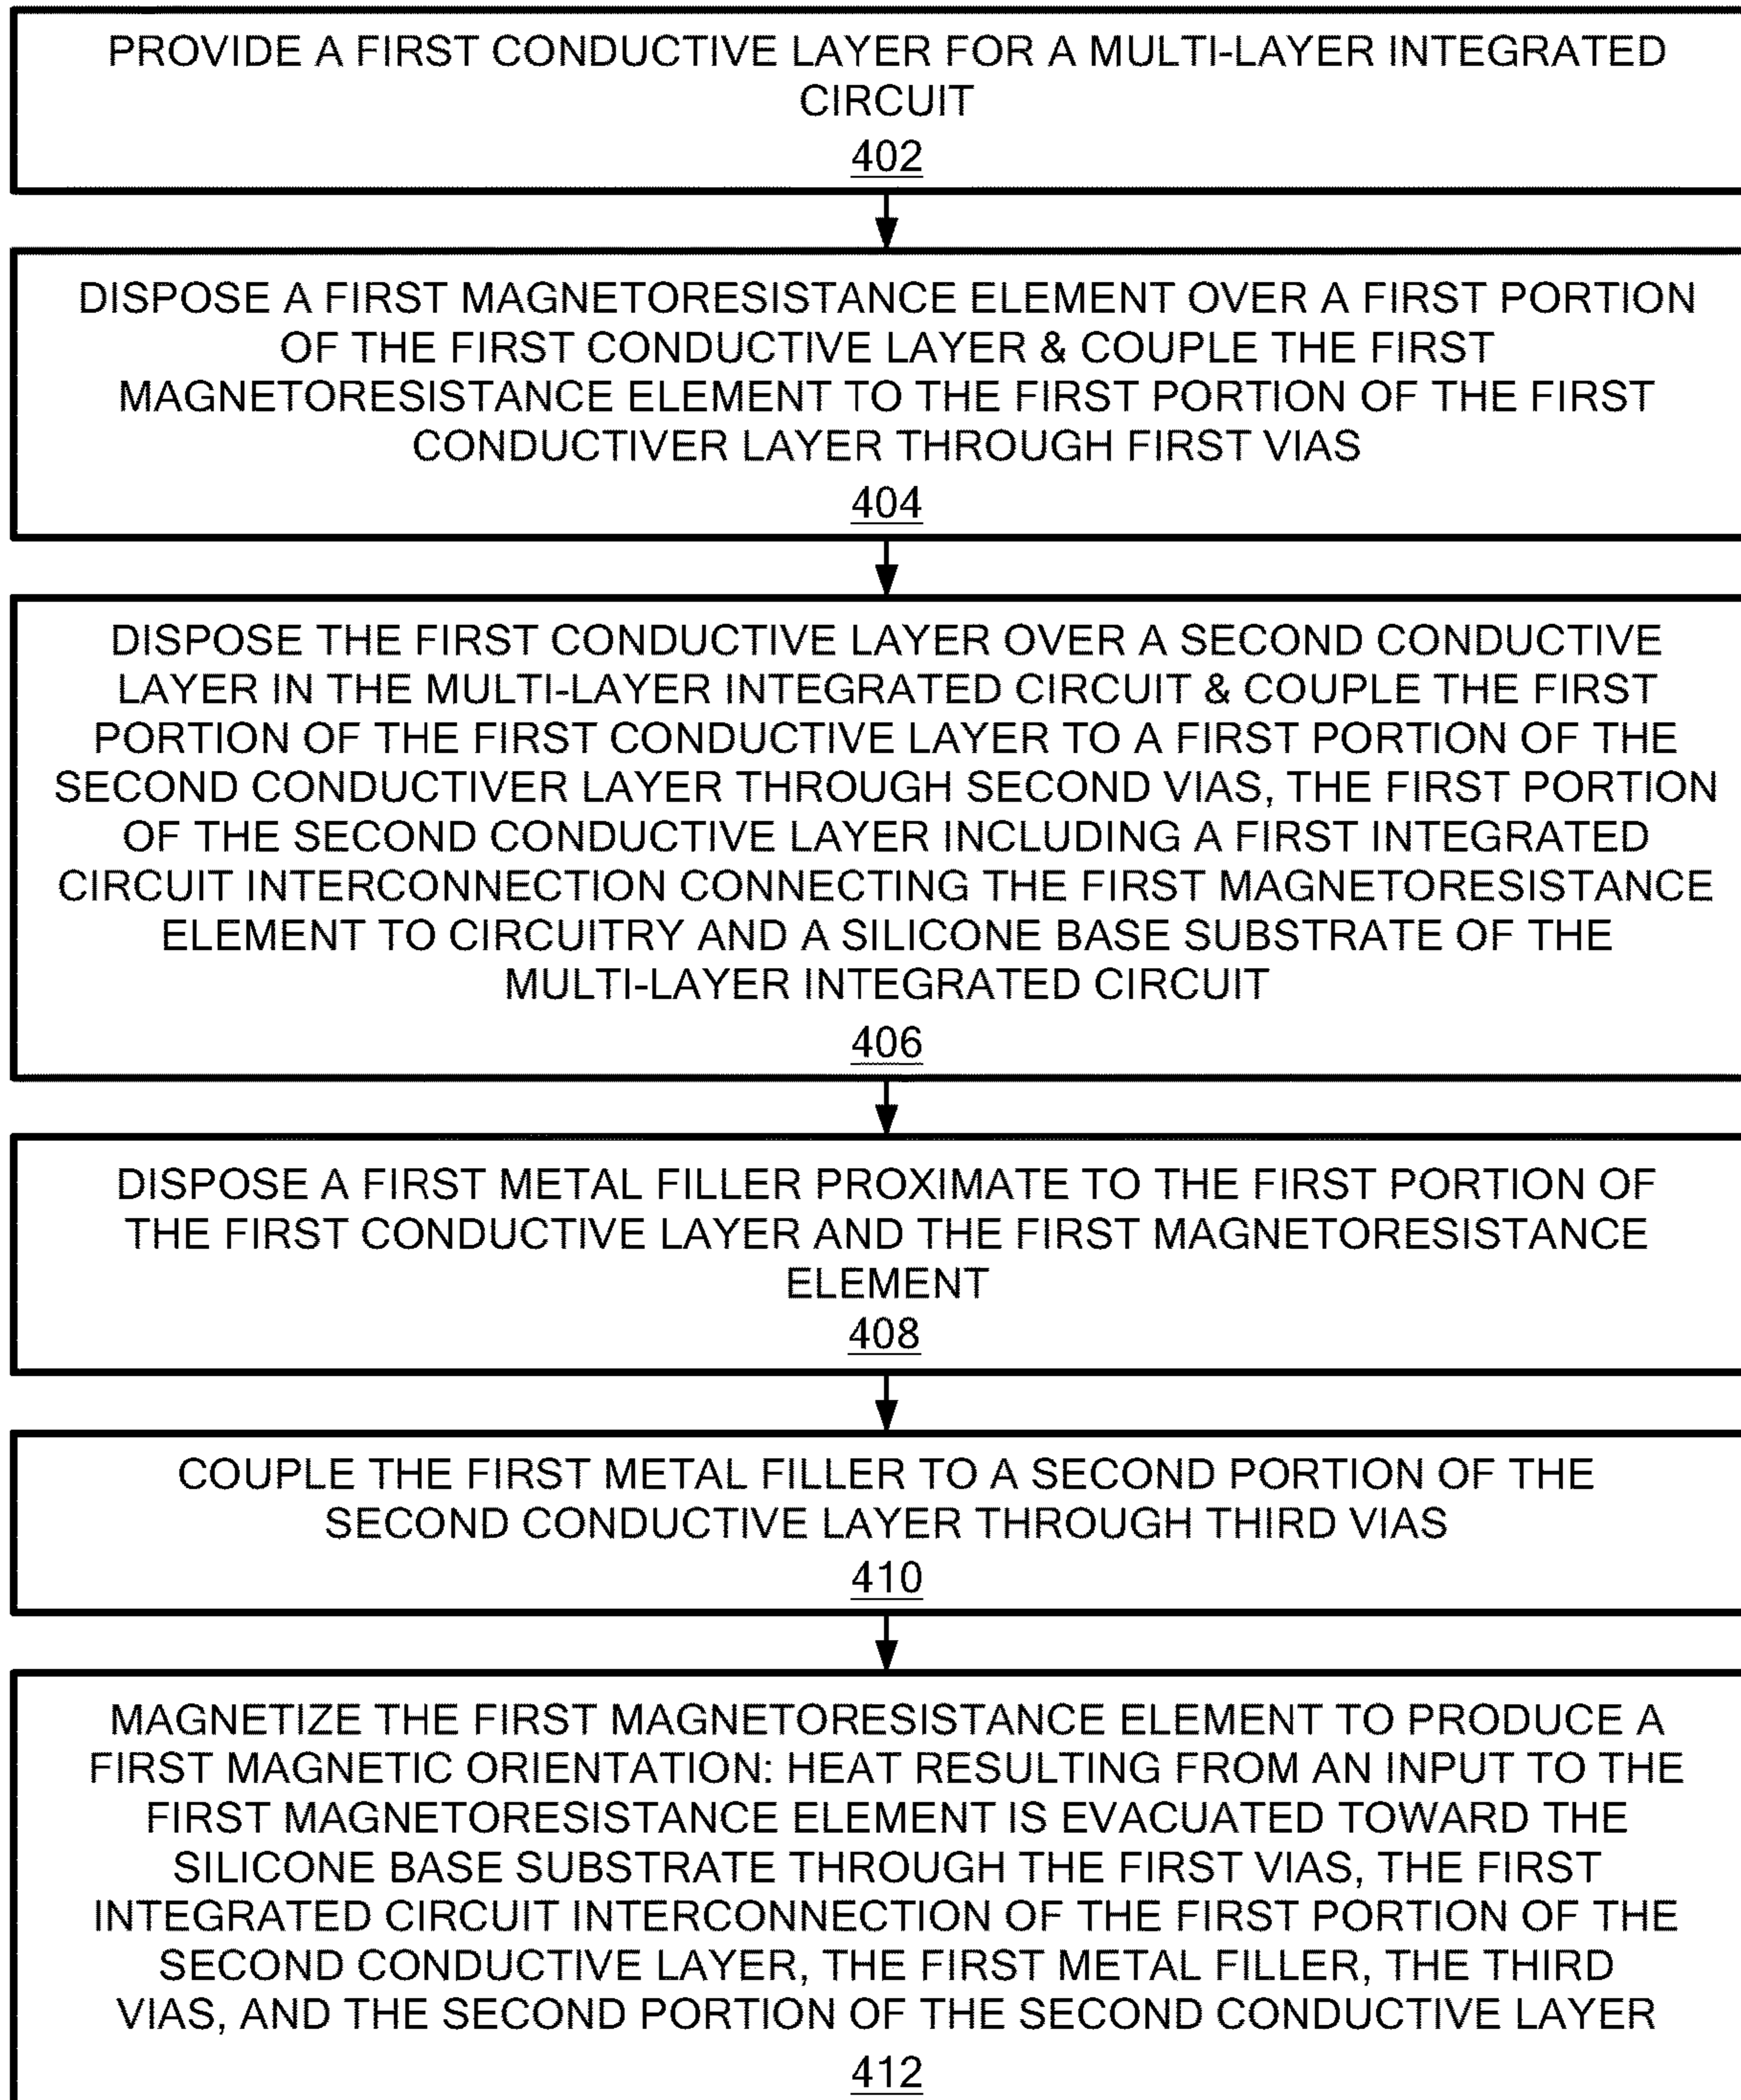 PROVIDE A FIRST CONDUCTIVE LAYER FOR A MULTI-LAYER INTEGRATED
CIRCUIT
402
DISPOSE A FIRST MAGNETORESISTANCE ELEMENT OVER A FIRST PORTION
OF THE FIRST CONDUCTIVE LAYER & COUPLE THE FIRST
MAGNETORESISTANCE ELEMENT TO THE FIRST PORTION OF THE FIRST
CONDUCTIVER LAYER THROUGH FIRST VIAS
404
DISPOSE THE FIRST CONDUCTIVE LAYER OVER A SECOND CONDUCTIVE
LAYER IN THE MULTI-LAYER INTEGRATED CIRCUIT & COUPLE THE FIRST
PORTION OF THE FIRST CONDUCTIVE LAYER TO A FIRST PORTION OF THE
SECOND CONDUCTIVER LAYER THROUGH SECOND VIAS, THE FIRST PORTION
OF THE SECOND CONDUCTIVE LAYER INCLUDING A FIRST INTEGRATED
CIRCUIT INTERCONNECTION CONNECTING THE FIRST MAGNETORESISTANCE
ELEMENT TO CIRCUITRY AND A SILICONE BASE SUBSTRATE OF THE
MULTI-LAYER INTEGRATED CIRCUIT
406
DISPOSE A FIRST METAL FILLER PROXIMATE TO THE FIRST PORTION OF
THE FIRST CONDUCTIVE LAYER AND THE FIRST MAGNETORESISTANCE
ELEMENT
408
COUPLE THE FIRST METAL FILLER TO A SECOND PORTION OF THE
SECOND CONDUCTIVE LAYER THROUGH THIRD VIAS
410
MAGNETIZE THE FIRST MAGNETORESISTANCE ELEMENT TO PRODUCE A
FIRST MAGNETIC ORIENTATION: HEAT RESULTING FROM AN INPUT TO THE
FIRST MAGNETORESISTANCE ELEMENT IS EVACUATED TOWARD THE
SILICONE BASE SUBSTRATE THROUGH THE FIRST VIAS, THE FIRST
INTEGRATED CIRCUIT INTERCONNECTION OF THE FIRST PORTION OF THE
SECOND CONDUCTIVE LAYER, THE FIRST METAL FILLER, THE THIRD
VIAS, AND THE SECOND PORTION OF THE SECOND CONDUCTIVE LAYER
412